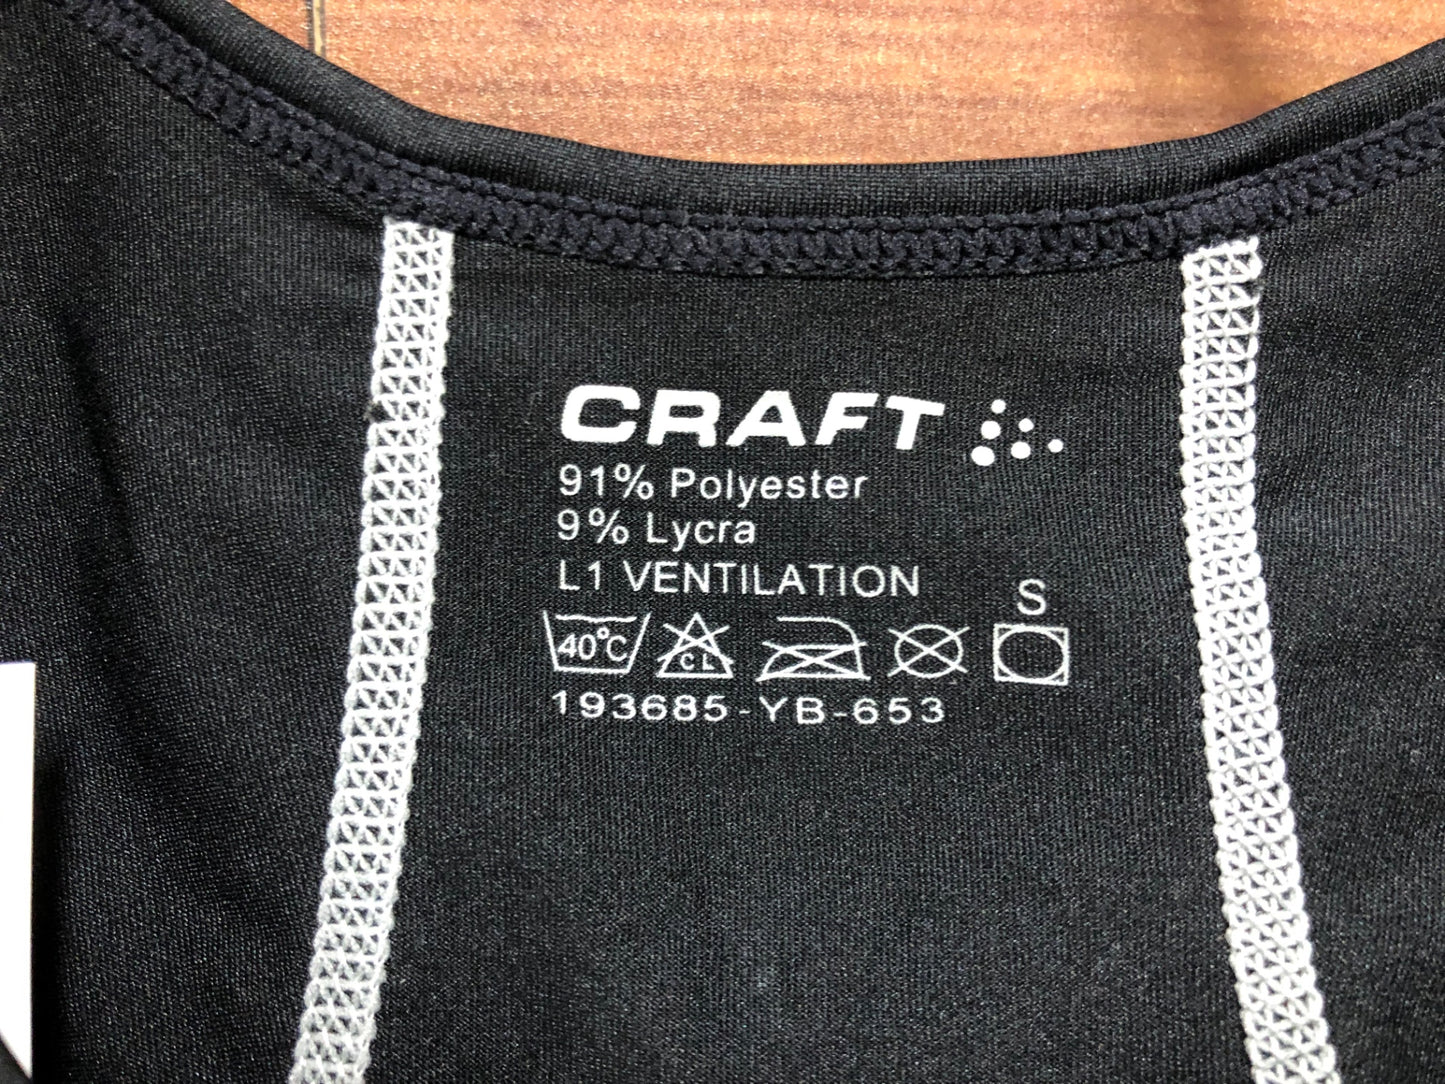 CRAFT
91% Polyester
9% Lycra
L1 VENTILATION
S
40°C CL
193685-YB-653